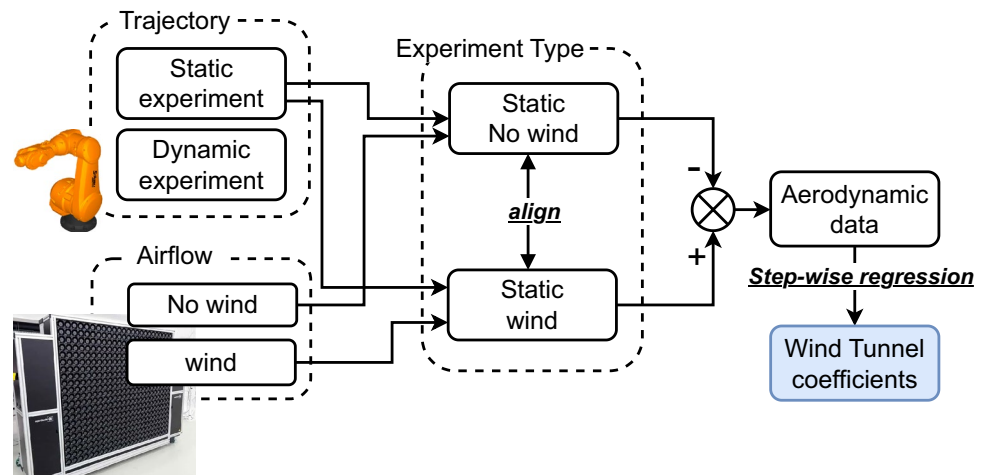 Trajectory
Static
experiment
Dynamic
experiment
Airflow
No wind
wind
Experiment Type
Static
No wind
align
Static
wind
-
+
Aerodynamic
data
Step-wise regression
Wind Tunnel
coefficients